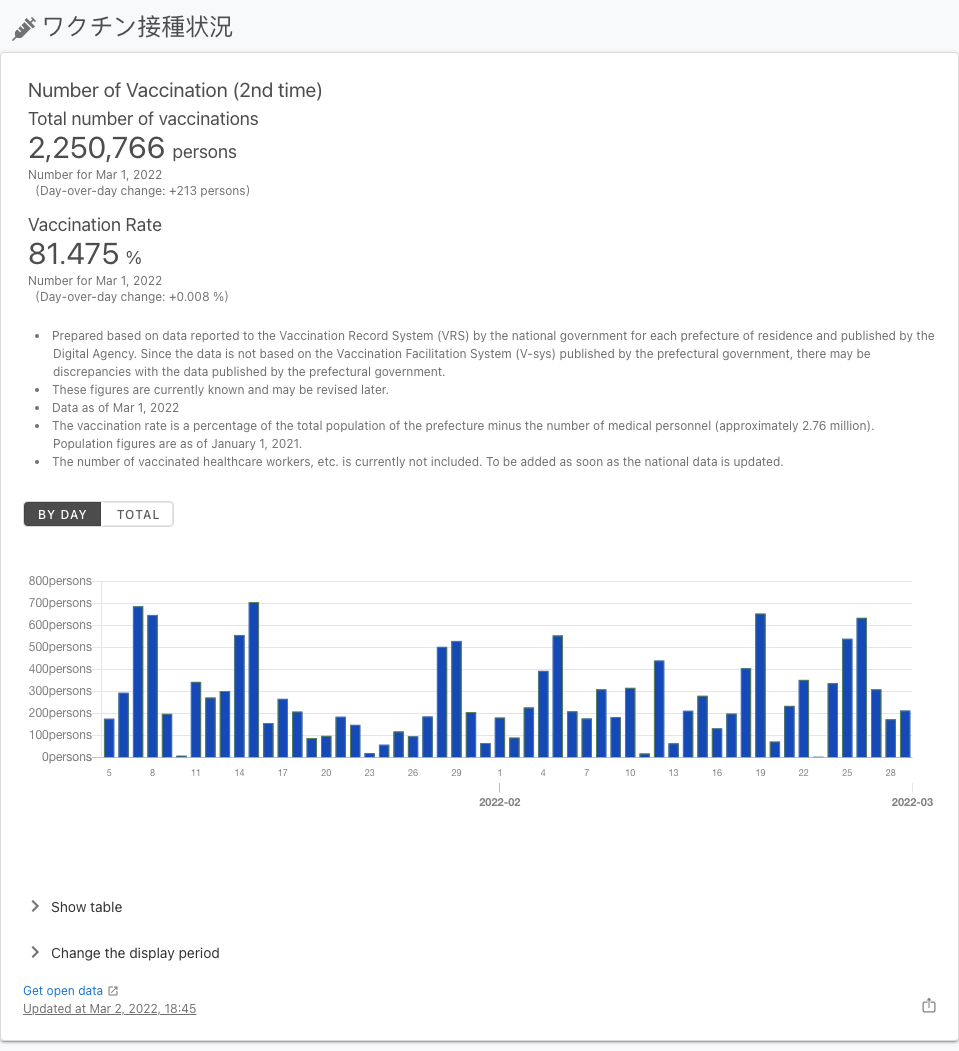 ワクチン接種状況
Number of Vaccination (2nd time)
Total number of vaccinations
2,250,766 persons
Number for Mar 1, 2022
(Day-over-day change: +213 persons)
Vaccination Rate
81.475 %
Number for Mar 1, 2022
(Day-over-day change: +0.008 %)
• Prepared based on data reported to the Vaccination Record System (VRS) by the national government for each prefecture of residence and published by the
Digital Agency. Since the data is not based on the Vaccination Facilitation System (V-sys) published by the prefectural government, there may be
discrepancies with the data published by the prefectural government.
• These figures are currently known and may be revised later.
• Data as of Mar 1, 2022
• The vaccination rate is a percentage of the total population of the prefecture minus the number of medical personnel (approximately 2.76 million).
Population figures are as of January 1, 2021.
• The number of vaccinated healthcare workers, etc. is currently not included. To be added as soon as the national data is updated.
BY DAY TOTAL
800persons
700persons
600persons
500persons
400persons
300persons
200persons
100persons
0persons
5 8 11 14 17 20 23 26 29 1 4 7 10 13 16 19 22 25 28
2022-02 2022-03
Show table
Change the display period
Get open data
Updated at Mar 2, 2022, 18:45